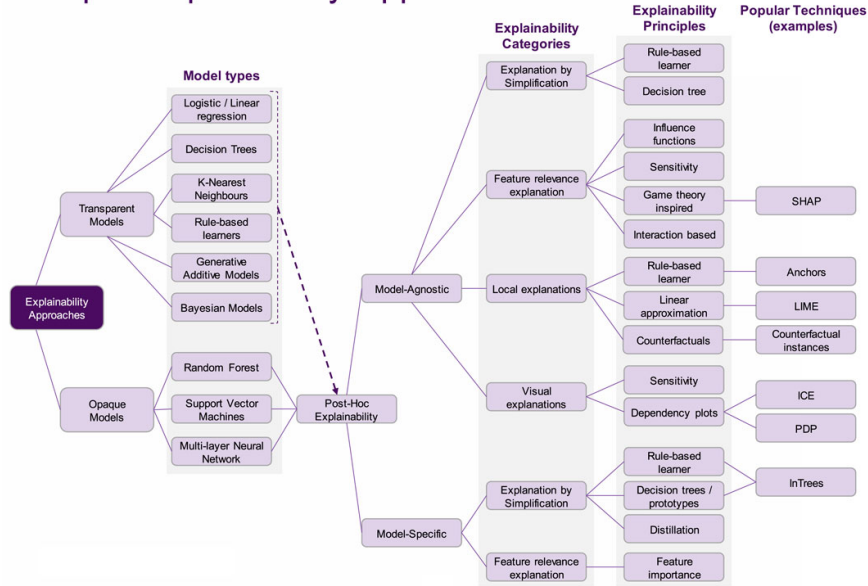 Explainability
Categories
Explainability
Principles
Popular Techniques
(examples)
Model types
Explainability
Approaches
Transparent
Models
Opaque
Models
Logistic / Linear
regression
Decision Trees
K-Nearest
Neighbours
Rule-based
learners
Generative
Additive Models
Bayesian Models
Random Forest
Support Vector
Machines
Multi-layer Neural
Network
Post-Hoc
Explainability
Model-Agnostic
Model-Specific
Explanation by
Simplification
Rule-based
learner
Decision tree
Feature relevance
explanation
Influence
functions
Sensitivity
Game theory
inspired
SHAP
Interaction based
Local explanations
Rule-based
learner
Anchors
Linear
approximation
LIME
Counterfactuals
Counterfactual
instances
Visual
explanations
Sensitivity
Dependency plots
ICE
PDP
Explanation by
Simplification
Rule-based
learner
Decision trees /
prototypes
InTrees
Distillation
Feature relevance
explanation
Feature
importance